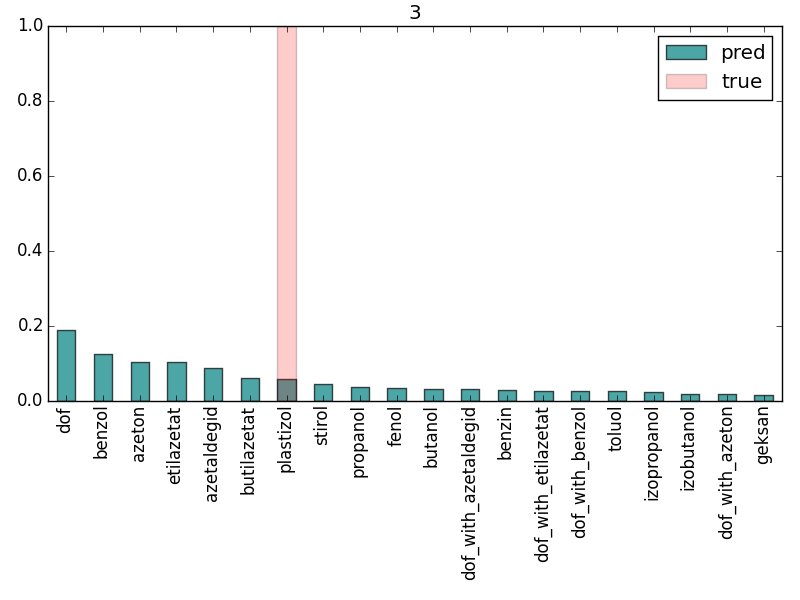 3
1.0
0.8
0.6
0.4
0.2
0.0
pred
true
dof
benzol
azeton
etilazetat
azetaldegid
butilazetat
plastizol
stirol
propanol
fenol
butanol
dof_with_azetaldegid
benzin
dof_with_etilazetat
dof_with_benzol
toluol
izopropanol
izobutanol
dof_with_azeton
geksan